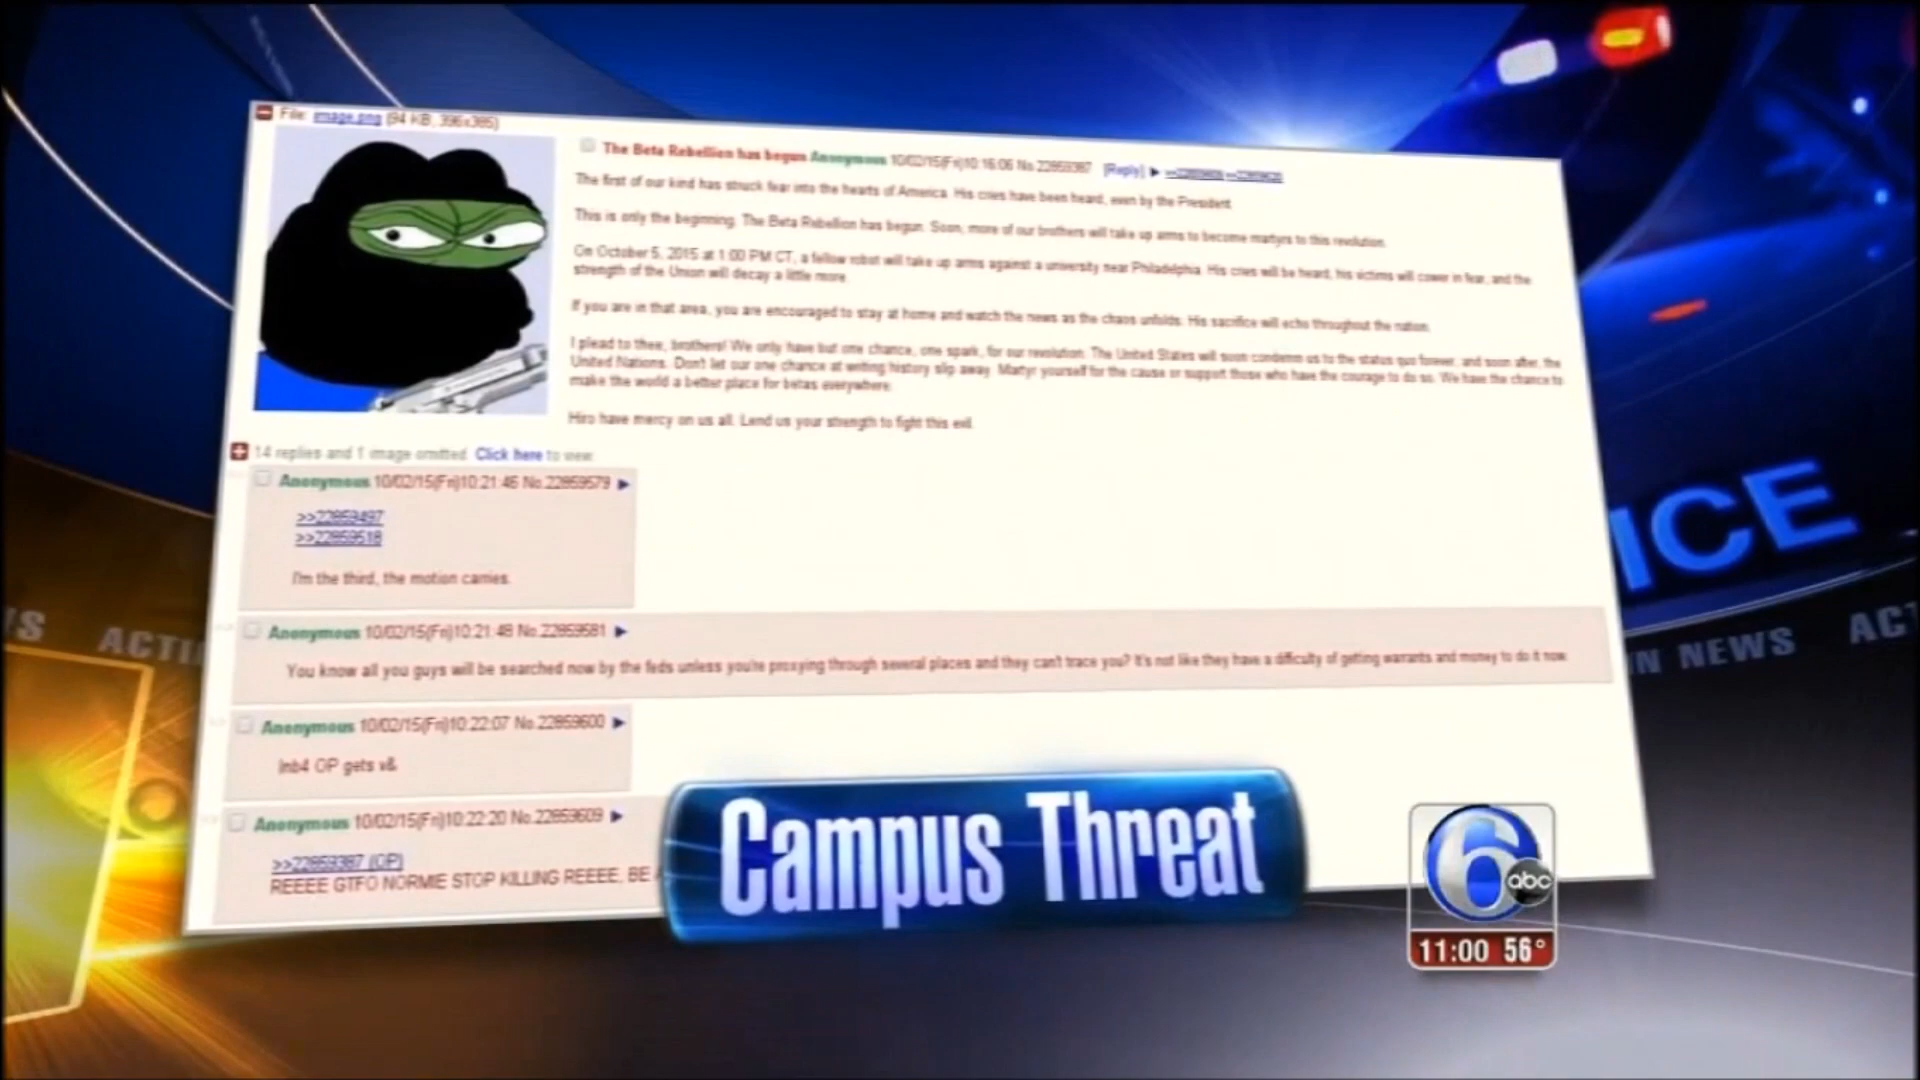 File: image.png (94 KB, 396x385)
The Beta Rebellion has begun Anonymous 10/02/15(Fri)10:16:06 No.22859387 [Reply] ▶
The first of our kind has struck fear into the hearts of America. His cries have been heard, even by the President.
This is only the beginning. The Beta Rebellion has begun. Soon, more of our brothers will take up arms to become martyrs to this revolution.
On October 5, 2015 at 1:00 PM CT, a fellow robot will take up arms against a university near Philadelphia. His cries will be heard, his victims will cower in fear, and the
strength of the Union will decay a little more.
If you are in that area, you are encouraged to stay at home and watch the news as the chaos unfolds. His sacrifice will echo throughout the nation.
I plead to thee, brothers! We only have but one chance, one spark, for our revolution. The United States will soon condemn us to the status quo forever, and soon after, the
United Nations. Don't let our one chance at writing history slip away. Martyr yourself for the cause or support those who have the courage to do so. We have the chance to
make the world a better place for betas everywhere.
Hiro have mercy on us all. Lend us your strength to fight this evil.
14 replies and 1 image omitted. Click here to view.
Anonymous 10/02/15(Fri)10:21:46 No.22859579 ▶
>>22859497
>>22859518
I'm the third, the motion carries.
Anonymous 10/02/15(Fri)10:21:48 No.22859581 ▶
You know all you guys will be searched now by the feds unless you're proxying through several places and they can't trace you? It's not like they have a difficulty of getting warrants and money to do it now
Anonymous 10/02/15(Fri)10:22:07 No.22859600 ▶
Inb4 OP gets v&
Anonymous 10/02/15(Fri)10:22:20 No.22859609 ▶
>>22859387 (OP)
REEEE GTFO NORMIE STOP KILLING REEEE, BE
Campus Threat
6
abc
11:00 56°
ICE
ACTI
N NEWS
ACT